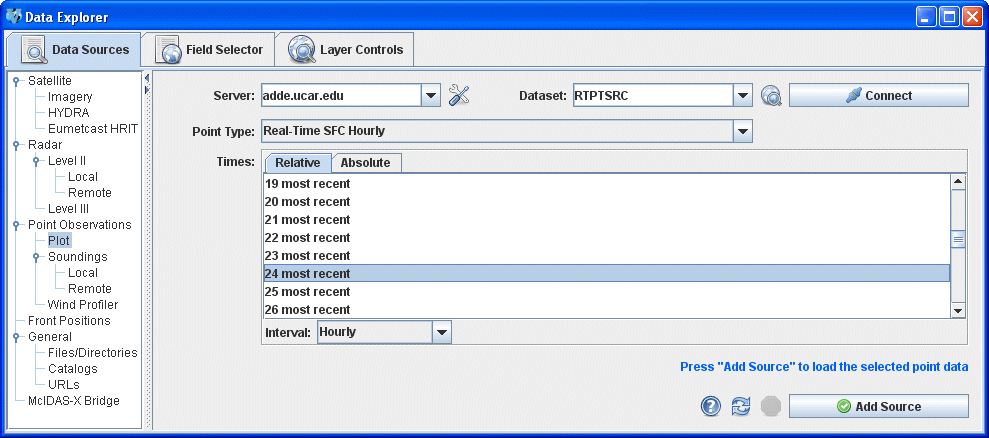 Data Explorer
Data Sources
Field Selector
Layer Controls
Satellite
Imagery
HYDRA
Eumetcast HRIT
Radar
Level II
Local
Remote
Level III
Point Observations
Plot
Soundings
Local
Remote
Wind Profiler
Front Positions
General
Files/Directories
Catalogs
URLs
McIDAS-X Bridge
Server: adde.ucar.edu Dataset: RTPTSRC Connect
Point Type: Real-Time SFC Hourly
Times: Relative Absolute
19 most recent
20 most recent
21 most recent
22 most recent
23 most recent
24 most recent
25 most recent
26 most recent
Interval: Hourly
Press "Add Source" to load the selected point data
? Add Source